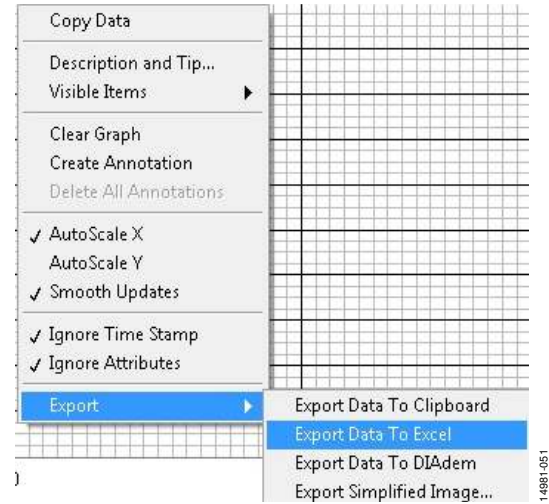 Copy Data
Description and Tip...
Visible Items
Clear Graph
Create Annotation
Delete All Annotations
AutoScale X
AutoScale Y
Smooth Updates
Ignore Time Stamp
Ignore Attributes
Export
Export Data To Clipboard
Export Data To Excel
Export Data To DIAdem
Export Simplified Image...
14981-051